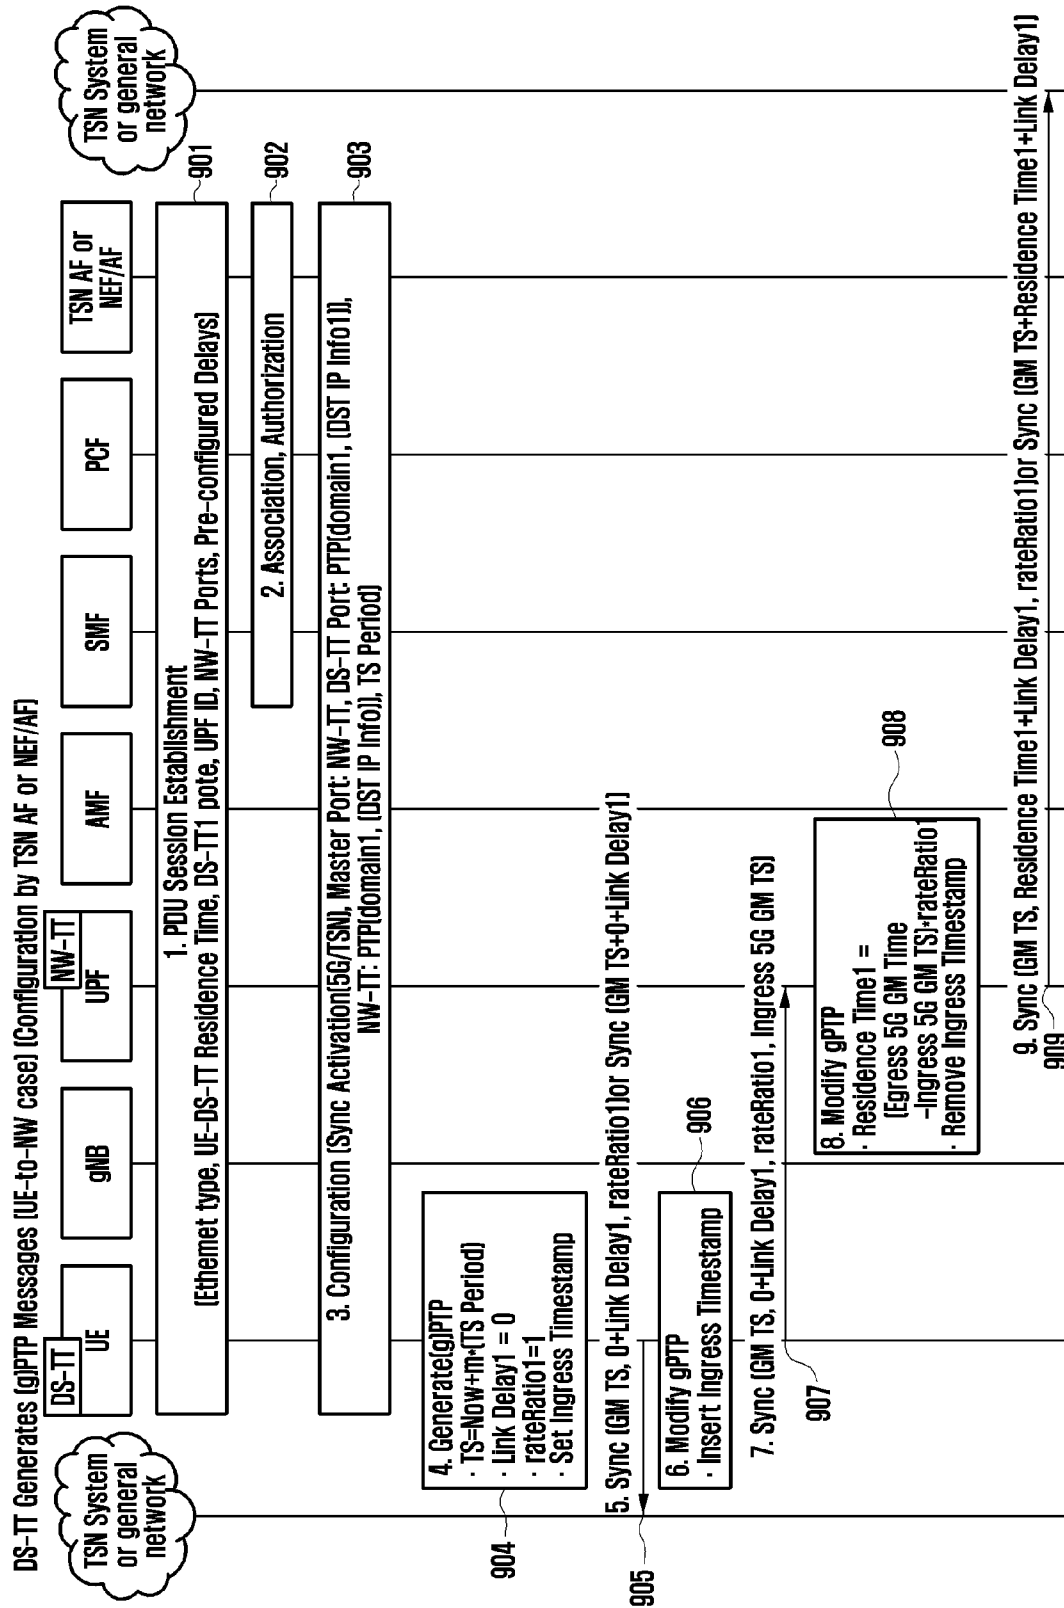 DS-TT Generates (g)PTP Messages (UE-to-NW case) (Configuration by TSN AF or NEF/AF)
TSN System
or general
network
DS-TT
UE
gNB
NW-TT
UPF
AMF
SMF
PCF
TSN AF or
NEF/AF
TSN System
or general
network
1. PDU Session Establishment
(Ethernet type, UE-DS-TT Residence Time, DS-TT1 pote, UPF ID, NW-TT Ports, Pre-configured Delays)
901
2. Association, Authorization
902
3. Configuration (Sync Activation(5G/TSN), Master Port: NW-TT, DS-TT Port: PTP(domain1, (DST IP Info1)),
NW-TT: PTP(domain1, (DST IP Info)), TS Period)
903
4. Generate(g)PTP
· TS=Now+m*(TS Period)
· Link Delay1 = 0
· rateRatio1=1
· Set Ingress Timestamp
904
5. Sync (GM TS, 0+Link Delay1, rateRatio1)or Sync (GM TS+0+Link Delay1)
905
6. Modify gPTP
· Insert Ingress Timestamp
906
7. Sync (GM TS, 0+Link Delay1, rateRatio1, Ingress 5G GM TS)
907
8. Modify gPTP
· Residence Time1 =
(Egress 5G GM Time
-Ingress 5G GM TS)*rateRatio1
· Remove Ingress Timestamp
908
9. Sync (GM TS, Residence Time1+Link Delay1, rateRatio1)or Sync (GM TS+Residence Time1+Link Delay1)
909